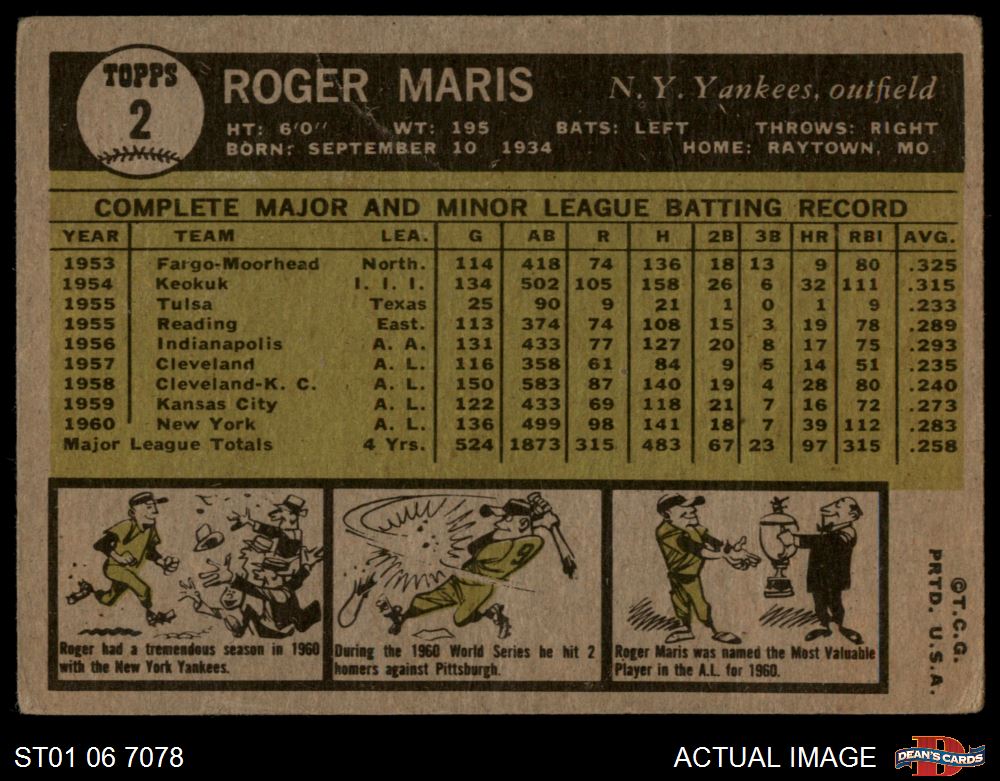 TOPPS
2
ROGER MARIS N. Y. Yankees, outfield
HT: 6'0" WT: 195 BATS: LEFT THROWS: RIGHT
BORN: SEPTEMBER 10 1934 HOME: RAYTOWN, MO.
COMPLETE MAJOR AND MINOR LEAGUE BATTING RECORD
YEAR TEAM LEA. G AB R H 2B 3B HR RBI AVG.
1953 Fargo-Moorhead North. 114 418 74 136 18 13 9 80 .325
1954 Keokuk I. I. I. 134 502 105 158 26 6 32 111 .315
1955 Tulsa Texas 25 90 9 21 1 0 1 9 .233
1955 Reading East. 113 374 74 108 15 3 19 78 .289
1956 Indianapolis A. A. 131 433 77 127 20 8 17 75 .293
1957 Cleveland A. L. 116 358 61 84 9 5 14 51 .235
1958 Cleveland-K. C. A. L. 150 583 87 140 19 4 28 80 .240
1959 Kansas City A. L. 122 433 69 118 21 7 16 72 .273
1960 New York A. L. 136 499 98 141 18 7 39 112 .283
Major League Totals 4 Yrs. 524 1873 315 483 67 23 97 315 .258
9
Roger had a tremendous season in 1960
with the New York Yankees.
During the 1960 World Series he hit 2
homers against Pittsburgh.
Roger Maris was named the Most Valuable
Player in the A.L. for 1960.
©T.C.G.
PRTD. U.S.A.
ST01 06 7078
ACTUAL IMAGE
D
DEAN'S CARDS